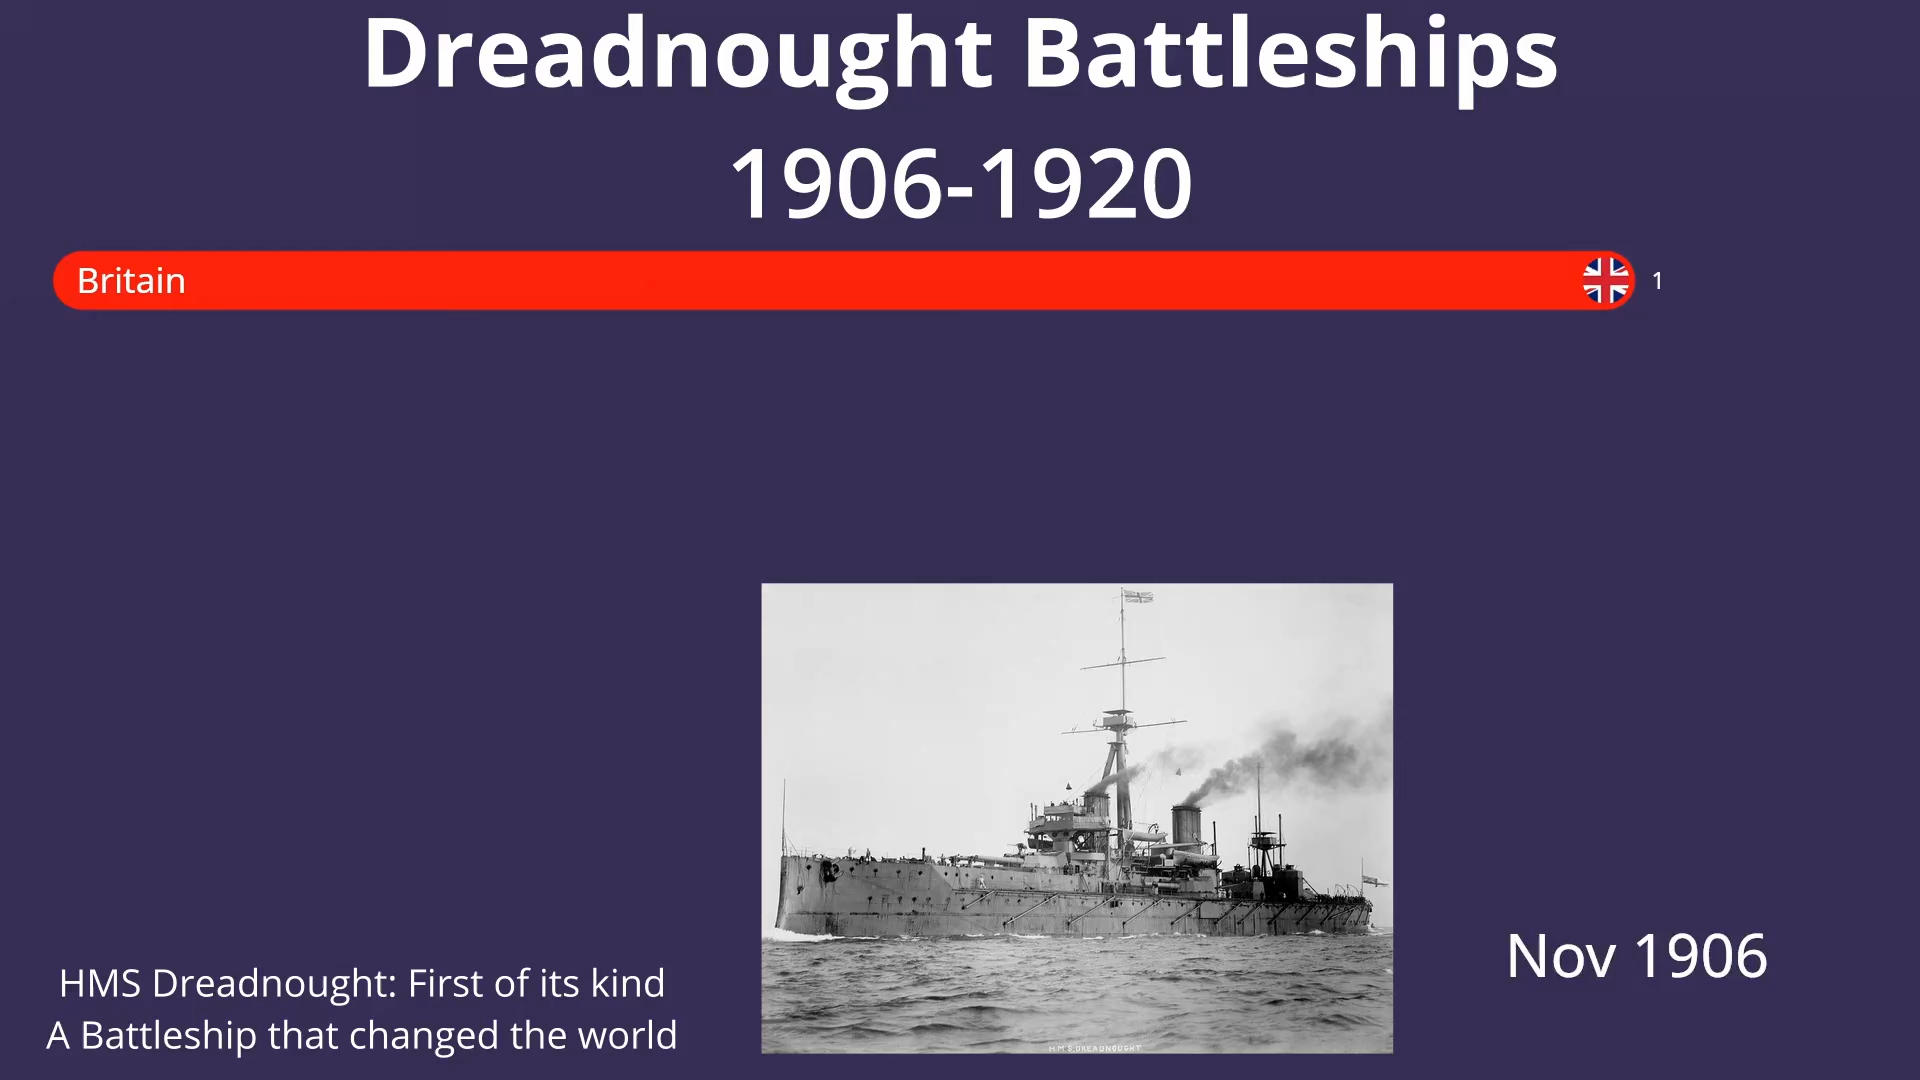 Dreadnought Battleships
1906-1920
Britain
1
HMS Dreadnought: First of its kind
A Battleship that changed the world
H.M.S. DREADNOUGHT
Nov 1906